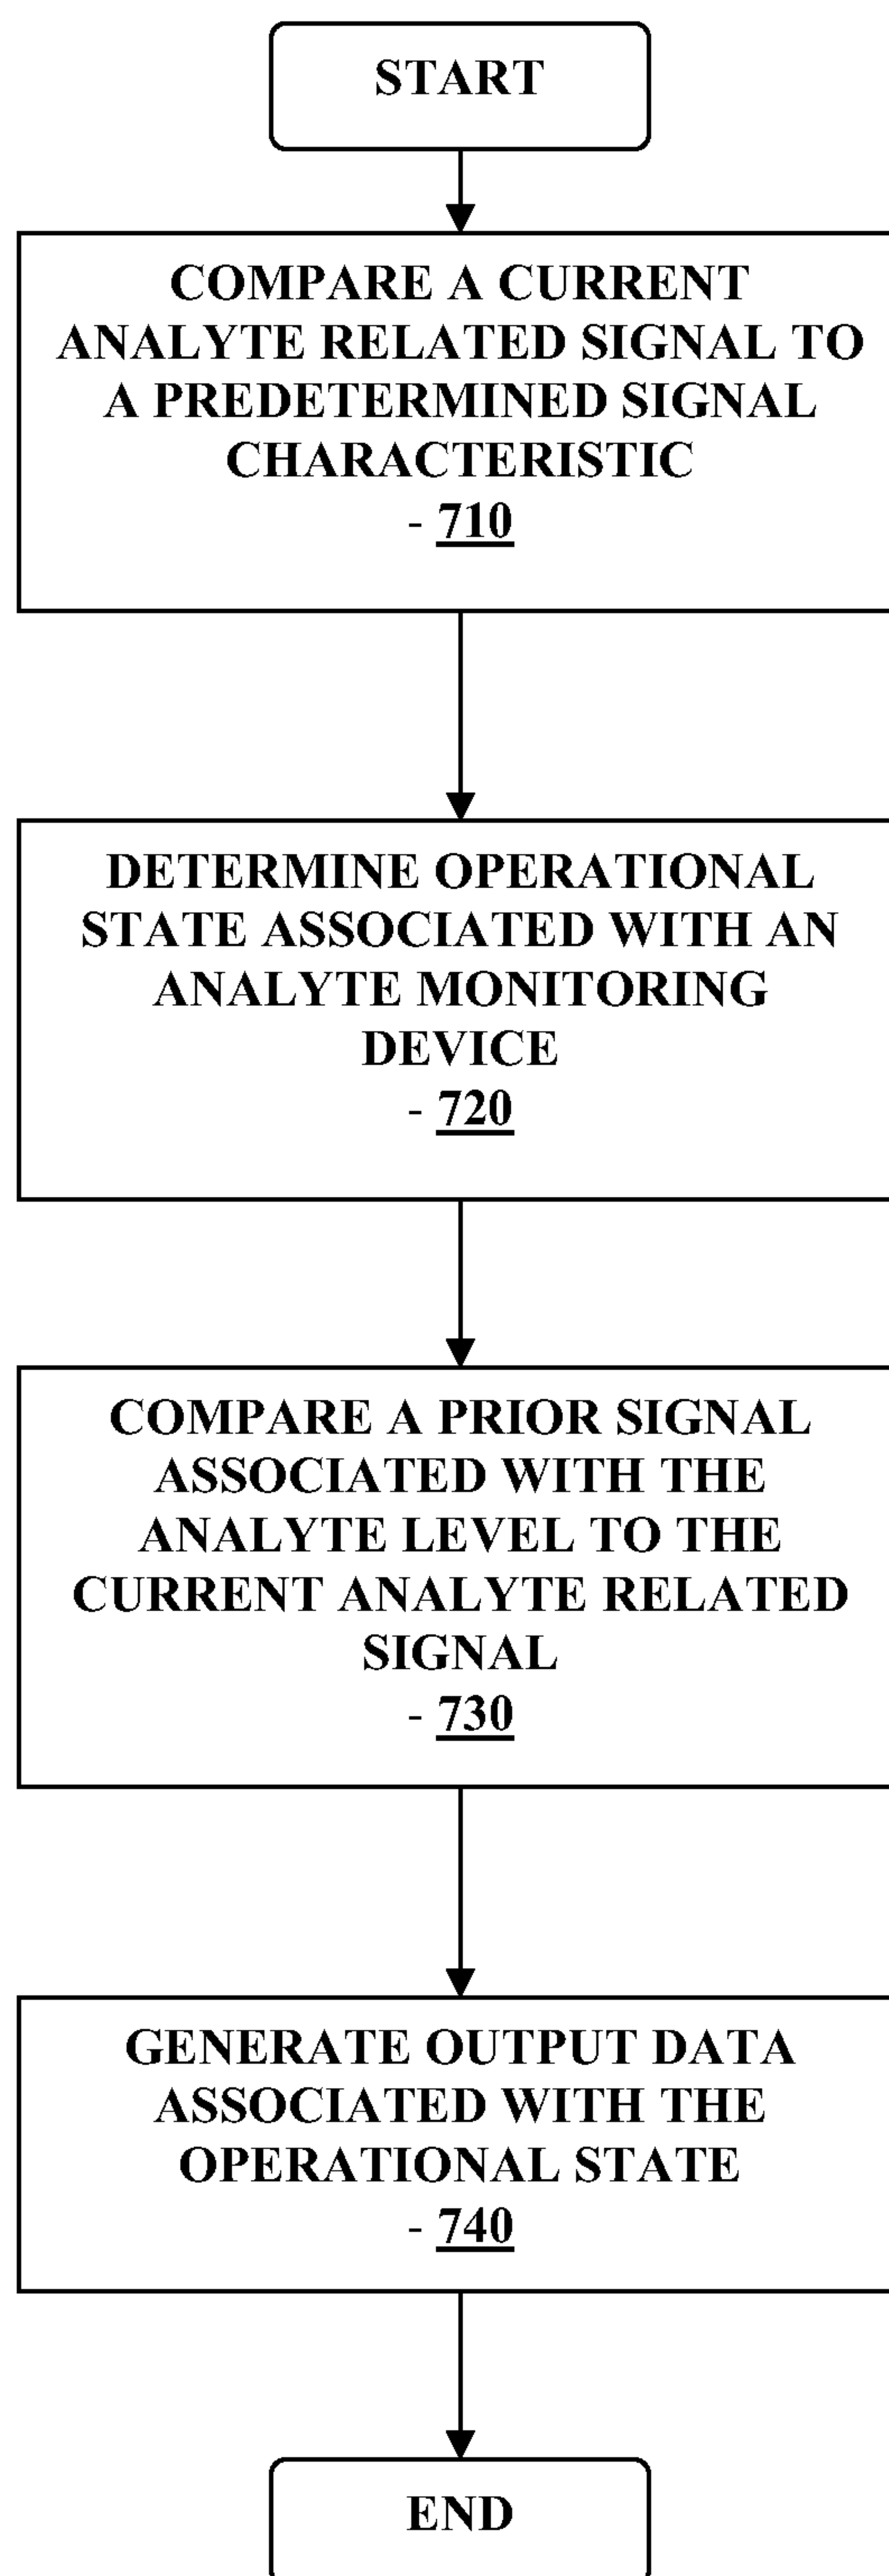 START
COMPARE A CURRENT
ANALYTE RELATED SIGNAL TO
A PREDETERMINED SIGNAL
CHARACTERISTIC
- 710
DETERMINE OPERATIONAL
STATE ASSOCIATED WITH AN
ANALYTE MONITORING
DEVICE
- 720
COMPARE A PRIOR SIGNAL
ASSOCIATED WITH THE
ANALYTE LEVEL TO THE
CURRENT ANALYTE RELATED
SIGNAL
- 730
GENERATE OUTPUT DATA
ASSOCIATED WITH THE
OPERATIONAL STATE
- 740
END